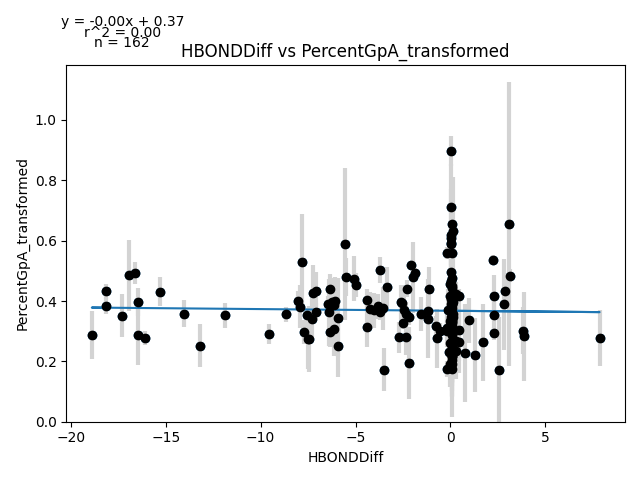 y = -0.00x + 0.37
r^2 = 0.00
n = 162
HBONDDiff vs PercentGpA_transformed
PercentGpA_transformed
1.0
0.8
0.6
0.4
0.2
0.0
−20 −15 −10 −5 0 5
HBONDDiff